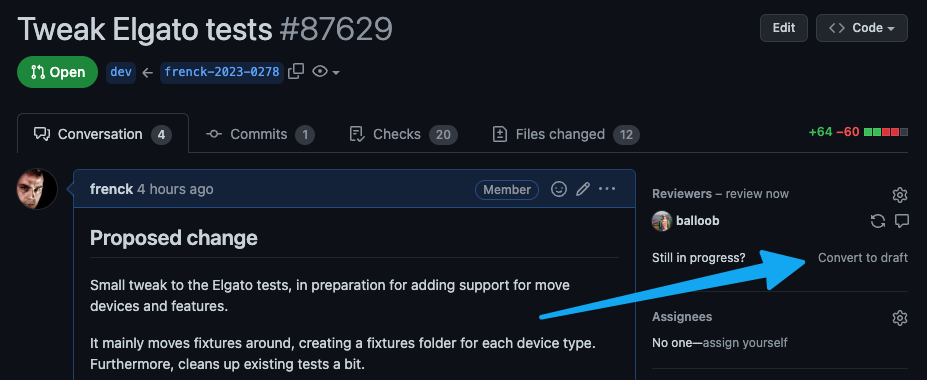 Tweak Elgato tests #87629
Edit
Code
Open
dev ← frenck-2023-0278
Conversation 4
Commits 1
Checks 20
Files changed 12
+64 −60
frenck 4 hours ago
Member
Proposed change
Small tweak to the Elgato tests, in preparation for adding support for move
devices and features.
It mainly moves fixtures around, creating a fixtures folder for each device type.
Furthermore, cleans up existing tests a bit.
Reviewers – review now
balloob
Still in progress? Convert to draft
Assignees
No one—assign yourself